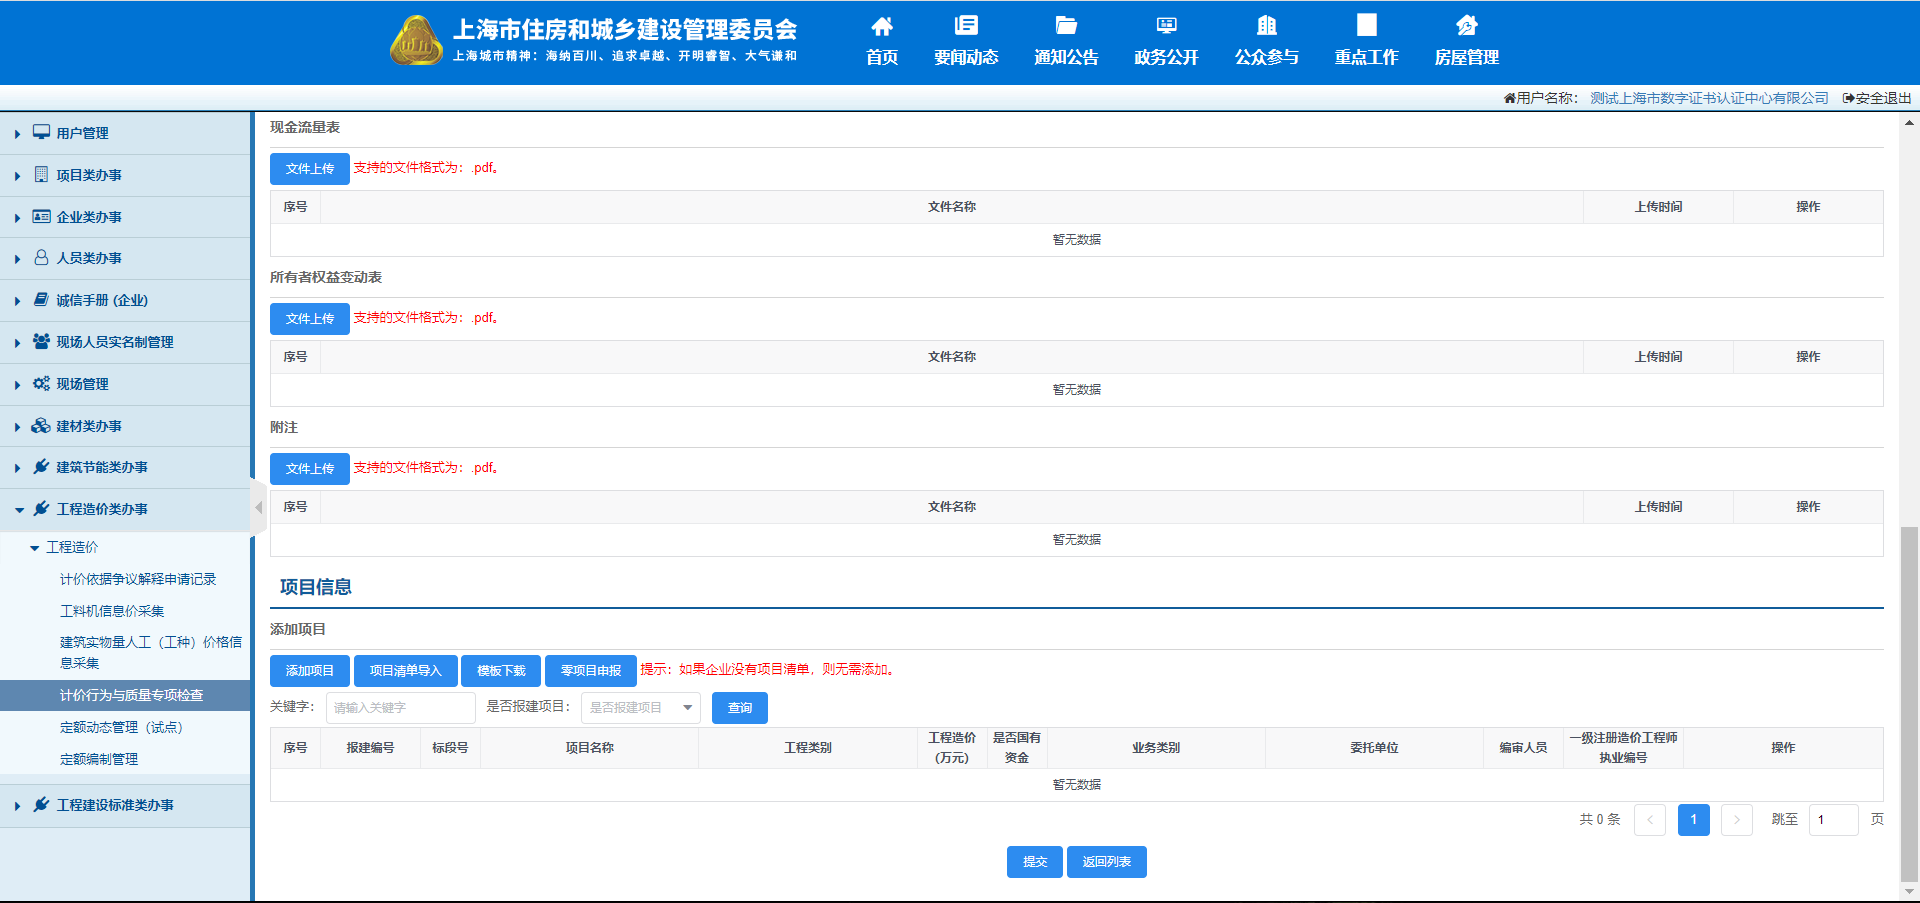 上海市住房和城乡建设管理委员会
上海城市精神：海纳百川、追求卓越、开明睿智、大气谦和
首页
要闻动态
通知公告
政务公开
公众参与
重点工作
房屋管理
用户名称： 测试上海市数字证书认证中心有限公司 安全退出
用户管理
项目类办事
企业类办事
人员类办事
诚信手册 (企业)
现场人员实名制管理
现场管理
建材类办事
建筑节能类办事
工程造价类办事
工程造价
计价依据争议解释申请记录
工料机信息价采集
建筑实物量人工（工种）价格信
息采集
计价行为与质量专项检查
定额动态管理（试点）
定额编制管理
工程建设标准类办事
现金流量表
文件上传 支持的文件格式为：.pdf。
序号 文件名称 上传时间 操作
暂无数据
所有者权益变动表
文件上传 支持的文件格式为：.pdf。
序号 文件名称 上传时间 操作
暂无数据
附注
文件上传 支持的文件格式为：.pdf。
序号 文件名称 上传时间 操作
暂无数据
项目信息
添加项目
添加项目 项目清单导入 模板下载 零项目申报 提示：如果企业没有项目清单，则无需添加。
关键字： 请输入关键字 是否报建项目： 是否报建项目 查询
序号 报建编号 标段号 项目名称 工程类别 工程造价 是否国有 业务类别 委托单位 编审人员 一级注册造价工程师 操作
(万元) 资金 执业编号
暂无数据
共 0 条 < 1 > 跳至 1 页
提交 返回列表